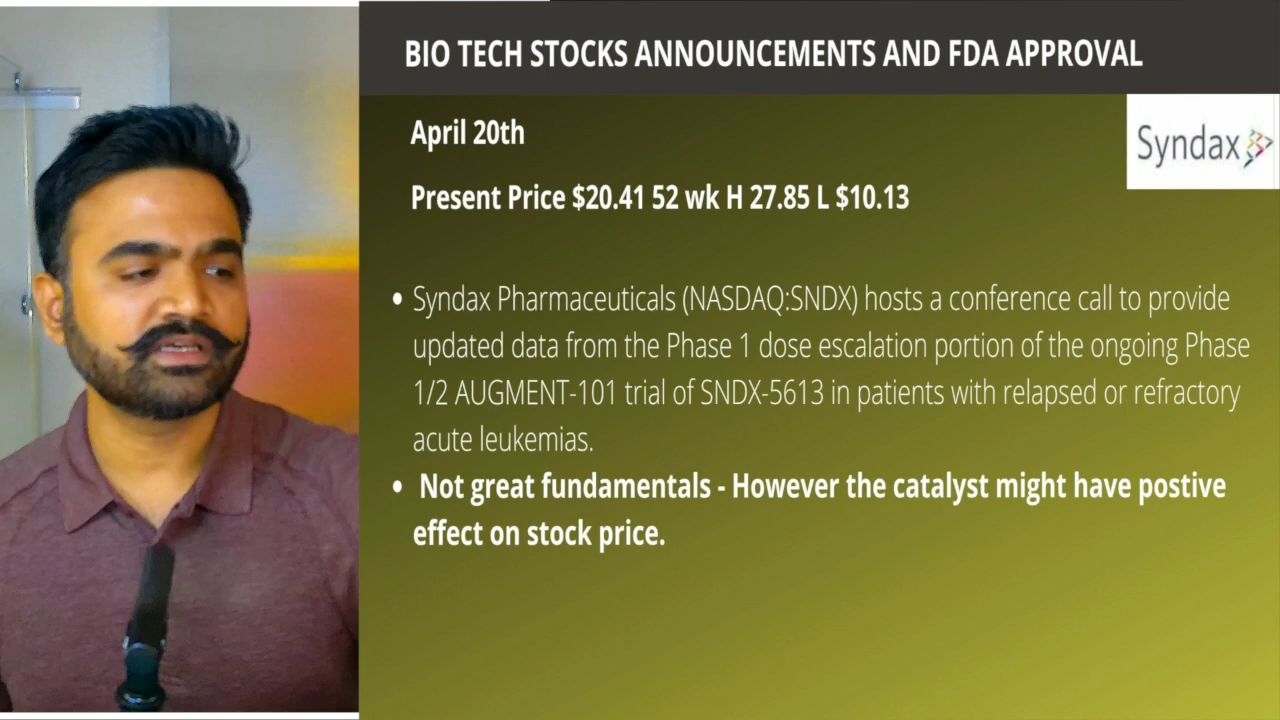 BIO TECH STOCKS ANNOUNCEMENTS AND FDA APPROVAL
Syndax
April 20th
Present Price $20.41 52 wk H 27.85 L $10.13
• Syndax Pharmaceuticals (NASDAQ:SNDX) hosts a conference call to provide
updated data from the Phase 1 dose escalation portion of the ongoing Phase
1/2 AUGMENT-101 trial of SNDX-5613 in patients with relapsed or refractory
acute leukemias.
• Not great fundamentals - However the catalyst might have postive
effect on stock price.